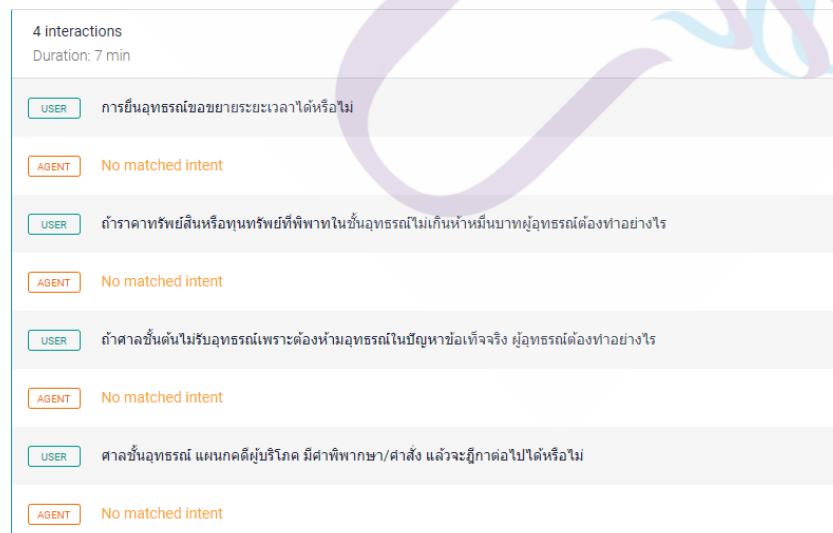 4 interactions
Duration: 7 min
USER การยื่นอุทธรณ์ขอขยายระยะเวลาได้หรือไม่
AGENT No matched intent
USER ถ้าราคาทรัพย์สินหรือทุนทรัพย์ที่พิพาทในชั้นอุทธรณ์ไม่เกินห้าหมื่นบาทผู้อุทธรณ์ต้องทำอย่างไร
AGENT No matched intent
USER ถ้าศาลชั้นต้นไม่รับอุทธรณ์เพราะต้องห้ามอุทธรณ์ในปัญหาข้อเท็จจริง ผู้อุทธรณ์ต้องทำอย่างไร
AGENT No matched intent
USER ศาลชั้นอุทธรณ์ แผนกคดีผู้บริโภค มีคำพิพากษา/คำสั่ง แล้วจะฎีกาต่อไปได้หรือไม่
AGENT No matched intent